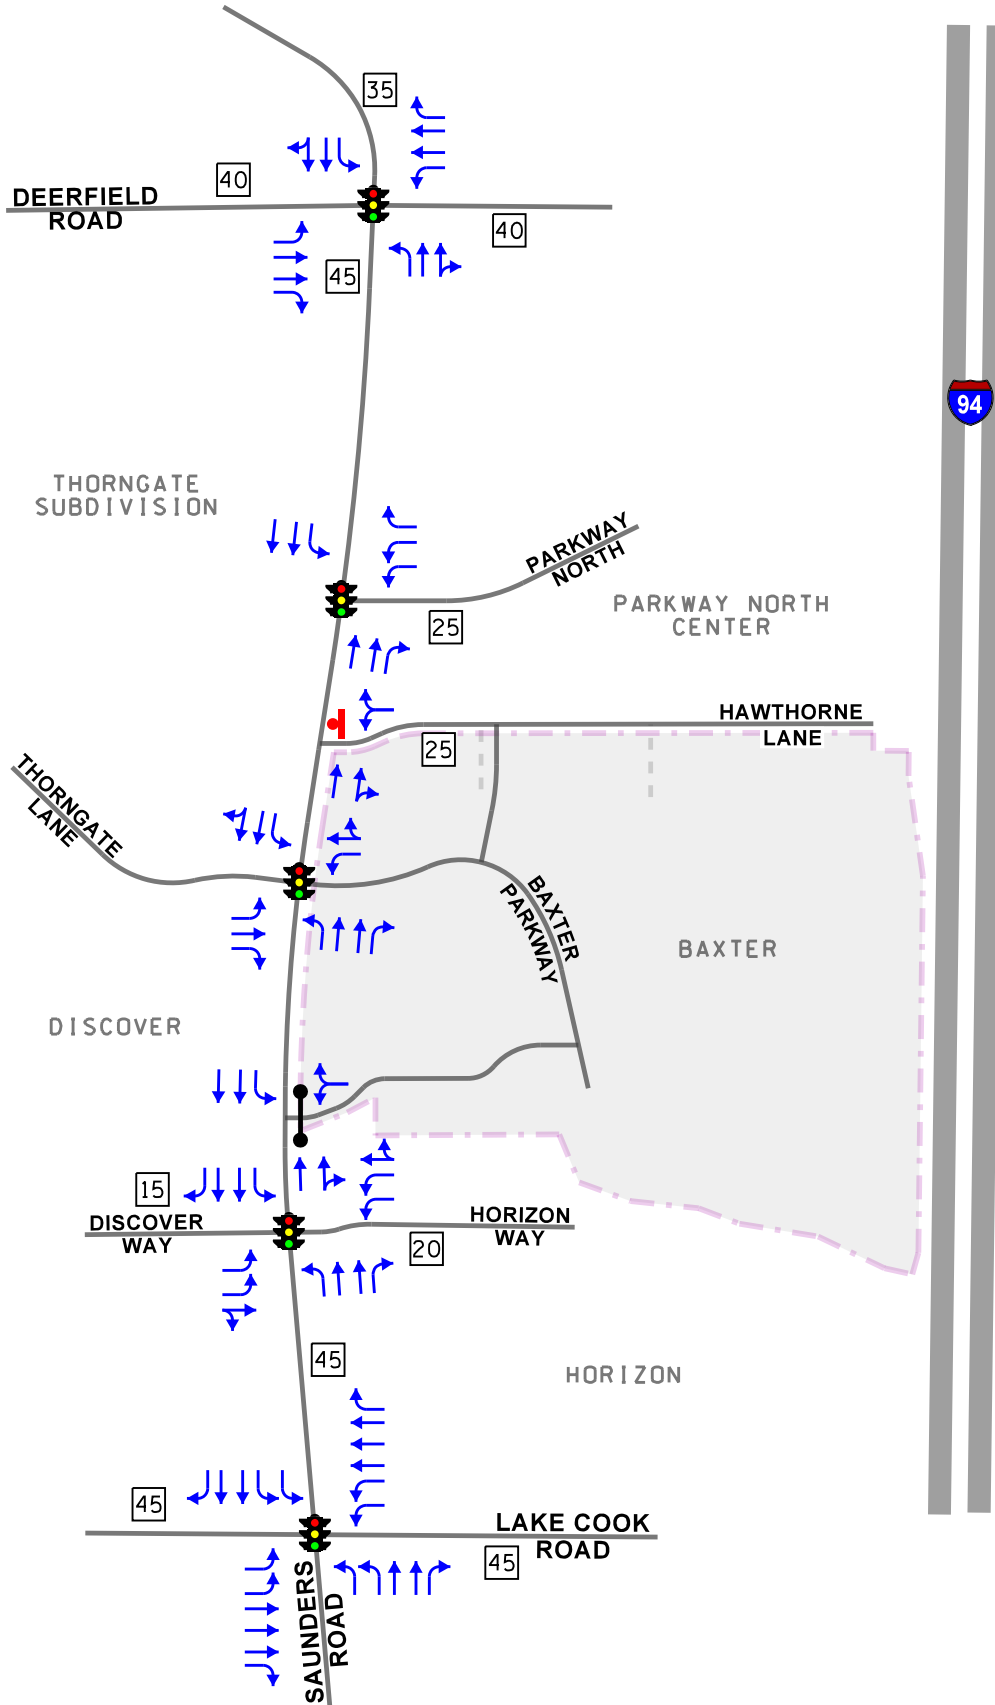 35
40
DEERFIELD
ROAD
40
45
94
THORNGATE
SUBDIVISION
PARKWAY
NORTH
PARKWAY NORTH
CENTER
25
HAWTHORNE
LANE
25
THORNGATE
LANE
BAXTER
PARKWAY
BAXTER
DISCOVER
15
DISCOVER
WAY
HORIZON
WAY
20
45
HORIZON
45
LAKE COOK
ROAD
45
SAUNDERS
ROAD